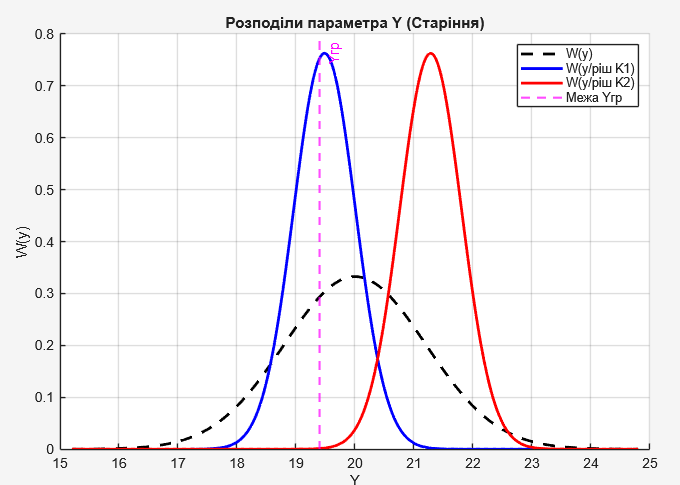 Розподіли параметра Y (Старіння)
0.8
0.7
0.6
0.5
0.4
0.3
0.2
0.1
0
W(y)
Yгр
W(y)
W(y/ріш K1)
W(y/ріш K2)
Межа Yгр
15 16 17 18 19 20 21 22 23 24 25
Y